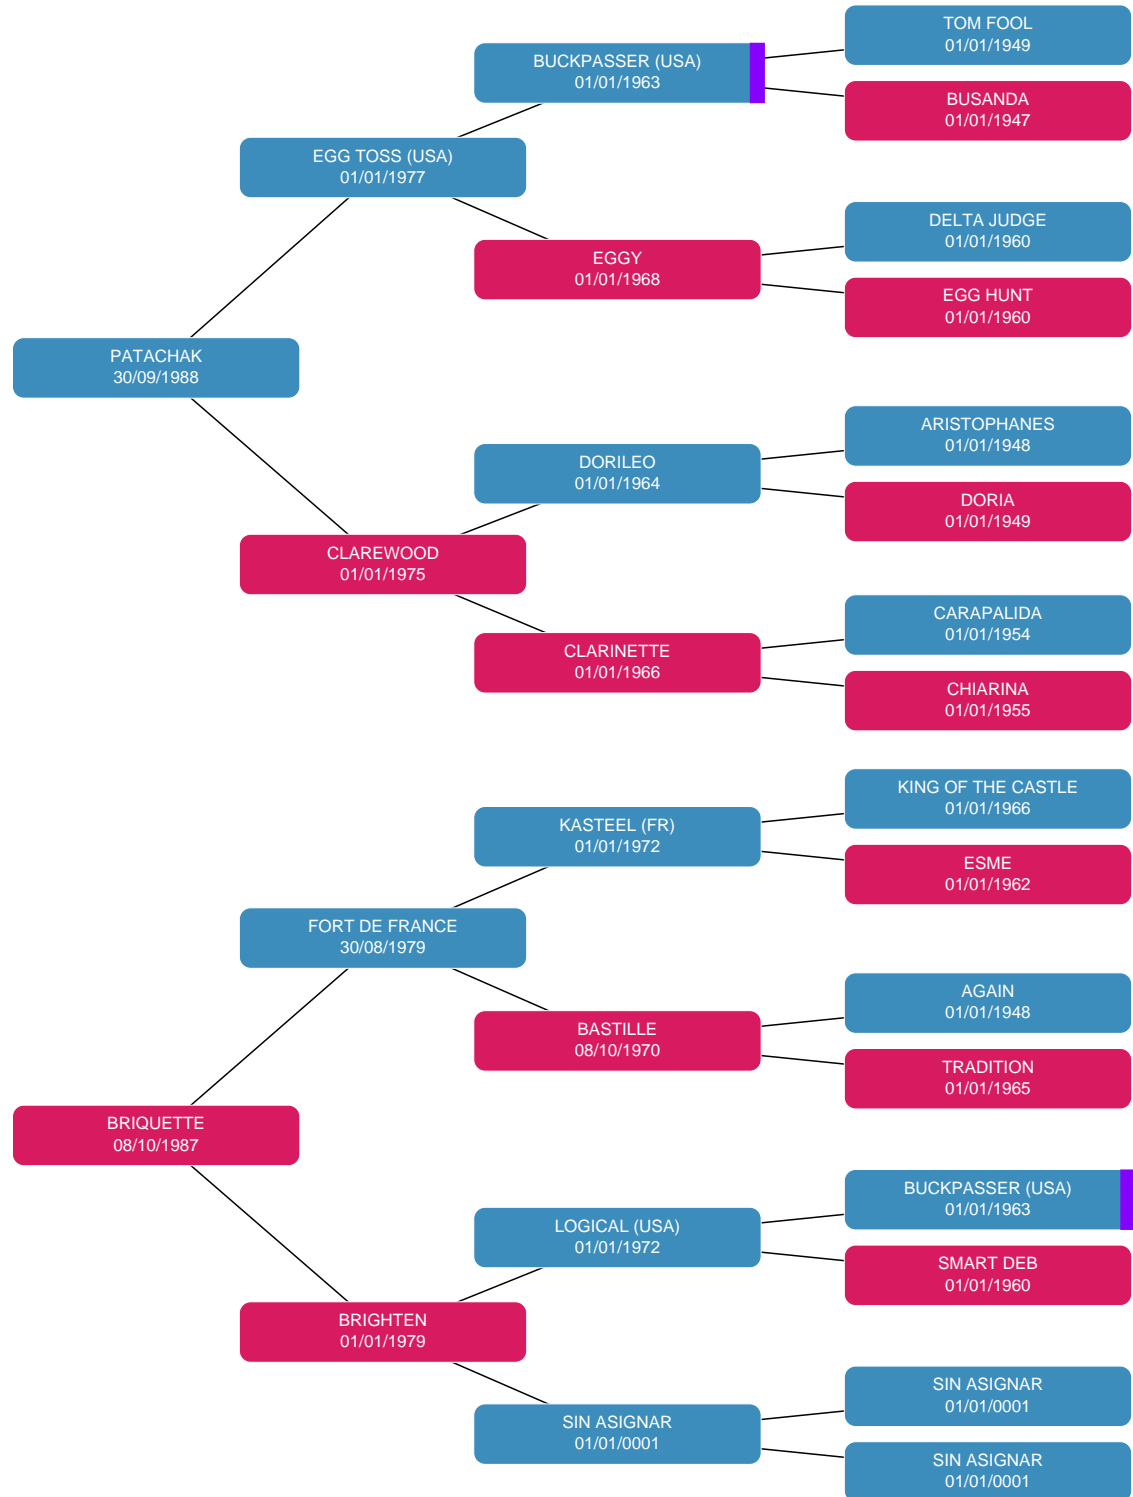 TOM FOOL
01/01/1949
BUCKPASSER (USA)
01/01/1963
BUSANDA
01/01/1947
EGG TOSS (USA)
01/01/1977
DELTA JUDGE
01/01/1960
EGGY
01/01/1968
EGG HUNT
01/01/1960
PATACHAK
30/09/1988
ARISTOPHANES
01/01/1948
DORILEO
01/01/1964
DORIA
01/01/1949
CLAREWOOD
01/01/1975
CARAPALIDA
01/01/1954
CLARINETTE
01/01/1966
CHIARINA
01/01/1955
KING OF THE CASTLE
01/01/1966
KASTEEL (FR)
01/01/1972
ESME
01/01/1962
FORT DE FRANCE
30/08/1979
AGAIN
01/01/1948
BASTILLE
08/10/1970
TRADITION
01/01/1965
BRIQUETTE
08/10/1987
BUCKPASSER (USA)
01/01/1963
LOGICAL (USA)
01/01/1972
SMART DEB
01/01/1960
BRIGHTEN
01/01/1979
SIN ASIGNAR
01/01/0001
SIN ASIGNAR
01/01/0001
SIN ASIGNAR
01/01/0001